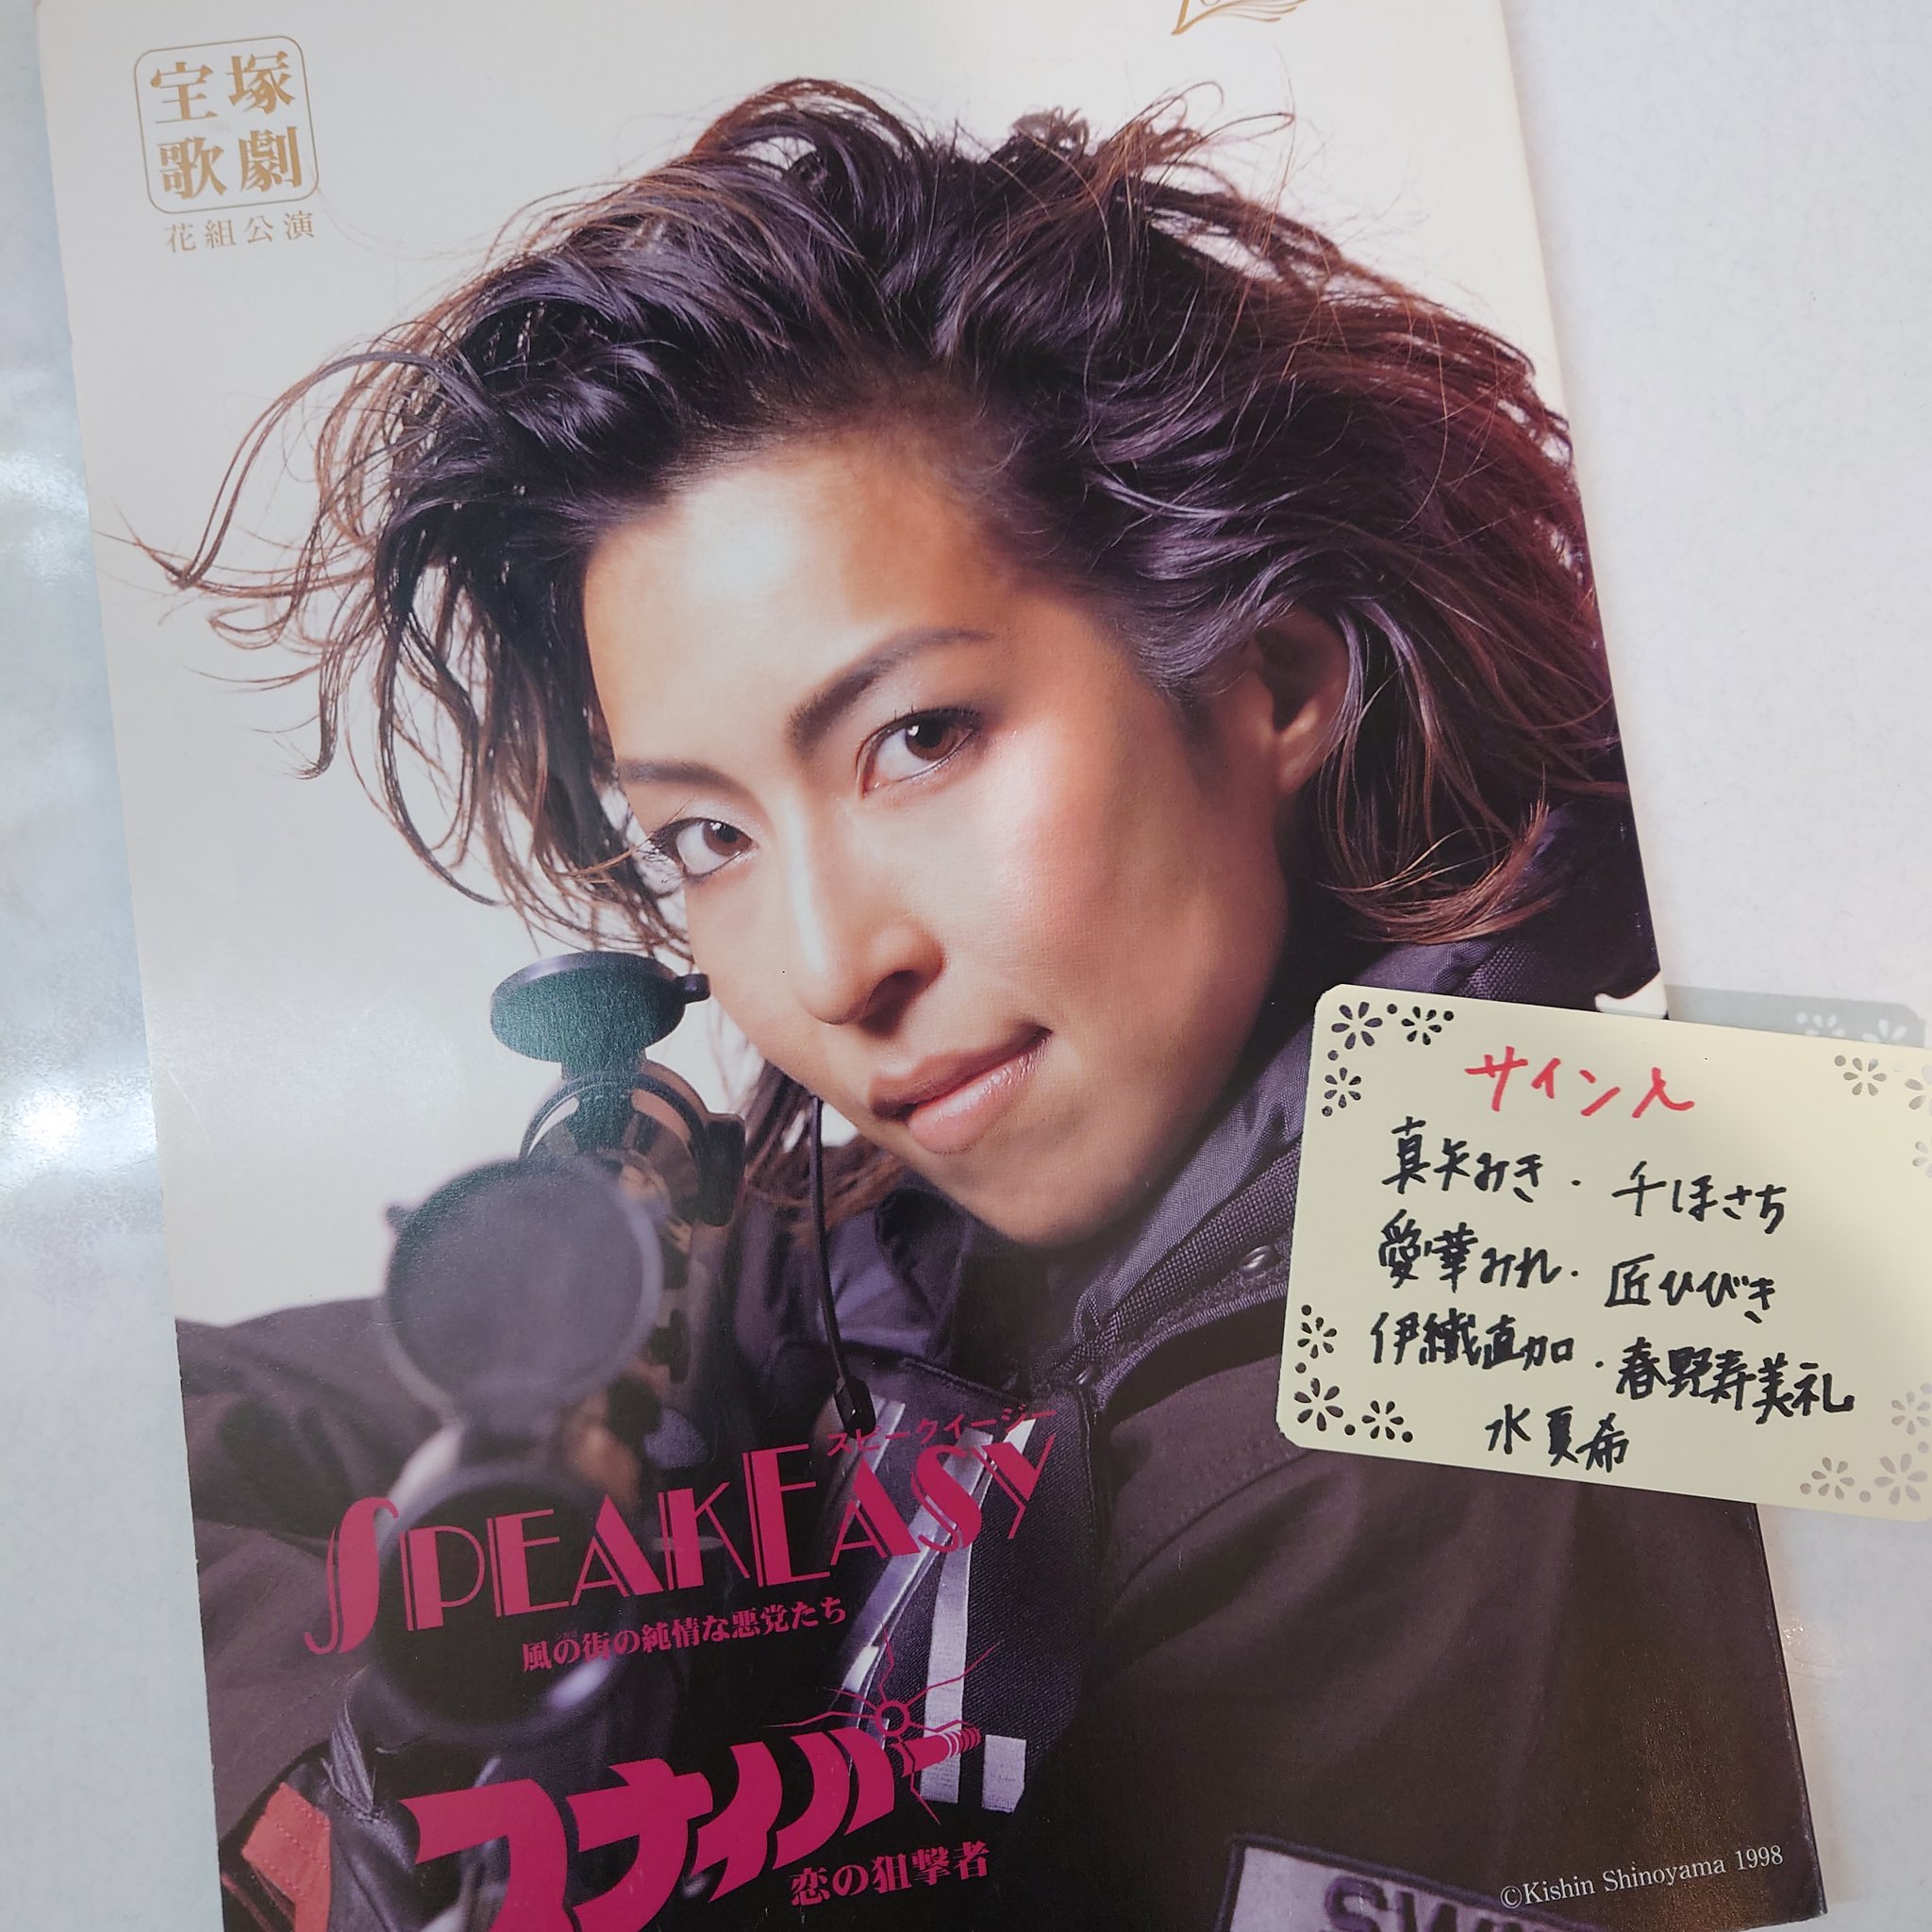 宝塚
歌劇
花組公演
スピークイージー
SPEAKEASY
風の街の純情な悪党たち
スナイパー
恋の狙撃者
©Kishin Shinoyama 1998
サイン入
真矢みき・千ほさち
愛華みれ・匠ひびき
伊織直加・春野寿美礼
水夏希